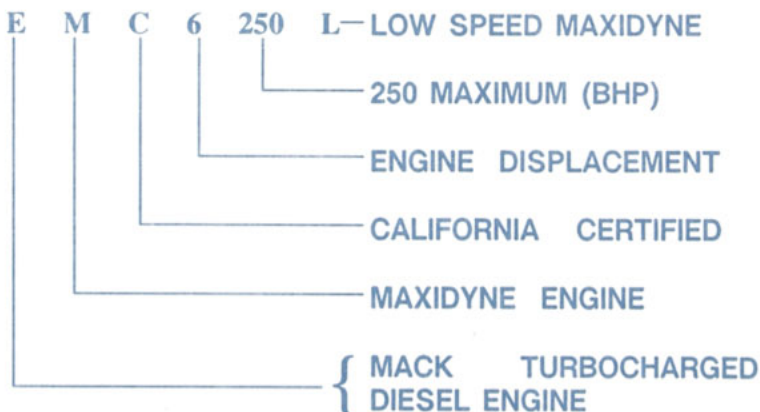 E M C 6 250 L—LOW SPEED MAXIDYNE
250 MAXIMUM (BHP)
ENGINE DISPLACEMENT
CALIFORNIA CERTIFIED
MAXIDYNE ENGINE
MACK TURBOCHARGED
DIESEL ENGINE